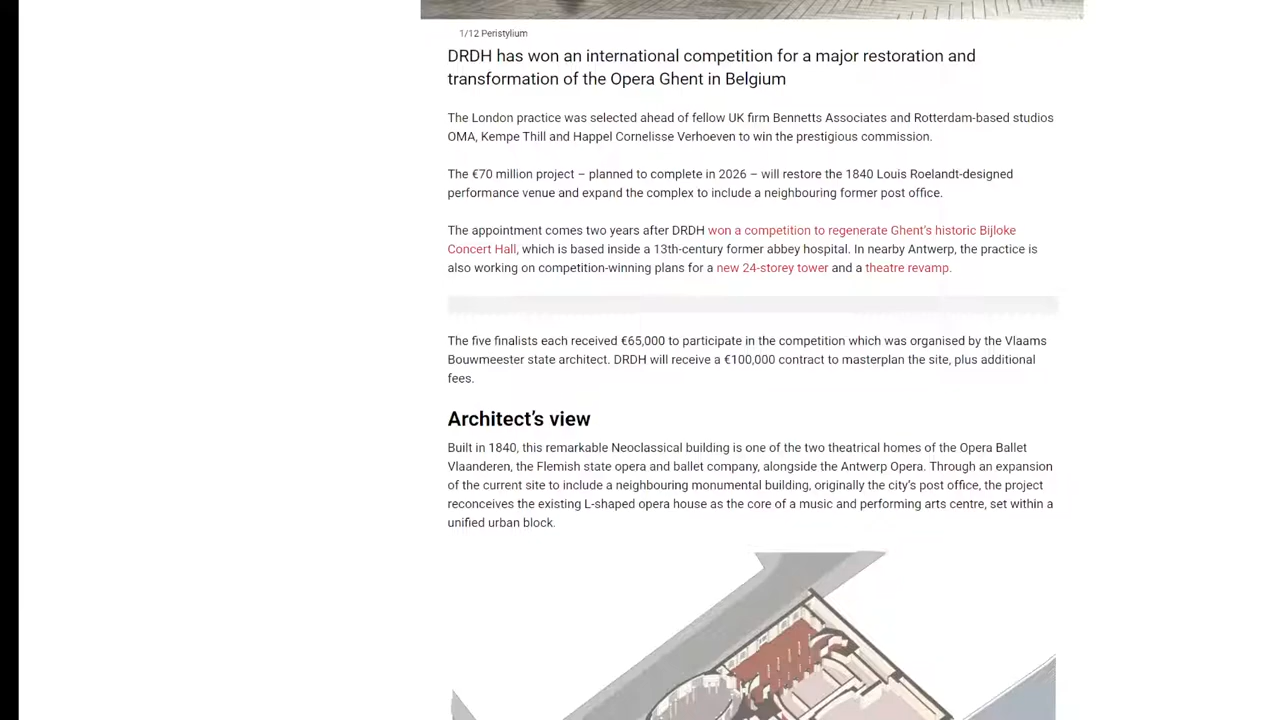 1/12 Peristylium
DRDH has won an international competition for a major restoration and
transformation of the Opera Ghent in Belgium
The London practice was selected ahead of fellow UK firm Bennetts Associates and Rotterdam-based studios
OMA, Kempe Thill and Happel Cornelisse Verhoeven to win the prestigious commission.
The €70 million project – planned to complete in 2026 – will restore the 1840 Louis Roelandt-designed
performance venue and expand the complex to include a neighbouring former post office.
The appointment comes two years after DRDH won a competition to regenerate Ghent’s historic Bijloke
Concert Hall, which is based inside a 13th-century former abbey hospital. In nearby Antwerp, the practice is
also working on competition-winning plans for a new 24-storey tower and a theatre revamp.
The five finalists each received €65,000 to participate in the competition which was organised by the Vlaams
Bouwmeester state architect. DRDH will receive a €100,000 contract to masterplan the site, plus additional
fees.
Architect’s view
Built in 1840, this remarkable Neoclassical building is one of the two theatrical homes of the Opera Ballet
Vlaanderen, the Flemish state opera and ballet company, alongside the Antwerp Opera. Through an expansion
of the current site to include a neighbouring monumental building, originally the city’s post office, the project
reconceives the existing L-shaped opera house as the core of a music and performing arts centre, set within a
unified urban block.